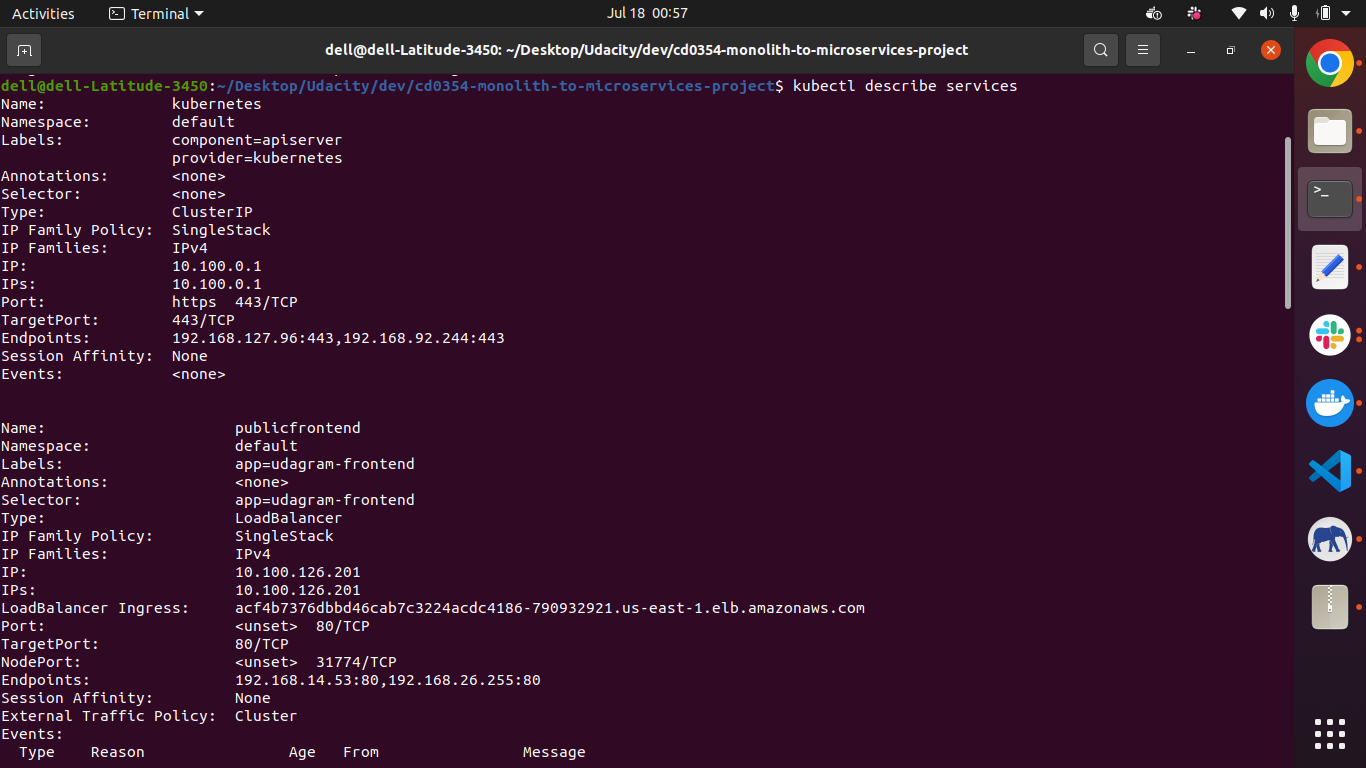 Activities Terminal Jul 18 00:57
dell@dell-Latitude-3450: ~/Desktop/Udacity/dev/cd0354-monolith-to-microservices-project
dell@dell-Latitude-3450:~/Desktop/Udacity/dev/cd0354-monolith-to-microservices-project$ kubectl describe services
Name:              kubernetes
Namespace:         default
Labels:            component=apiserver
                   provider=kubernetes
Annotations:       <none>
Selector:          <none>
Type:              ClusterIP
IP Family Policy:  SingleStack
IP Families:       IPv4
IP:                10.100.0.1
IPs:               10.100.0.1
Port:              https  443/TCP
TargetPort:        443/TCP
Endpoints:         192.168.127.96:443,192.168.92.244:443
Session Affinity:  None
Events:            <none>
Name:                     publicfrontend
Namespace:                default
Labels:                   app=udagram-frontend
Annotations:              <none>
Selector:                 app=udagram-frontend
Type:                     LoadBalancer
IP Family Policy:         SingleStack
IP Families:              IPv4
IP:                       10.100.126.201
IPs:                      10.100.126.201
LoadBalancer Ingress:     acf4b7376dbbd46cab7c3224acdc4186-790932921.us-east-1.elb.amazonaws.com
Port:                     <unset>  80/TCP
TargetPort:               80/TCP
NodePort:                 <unset>  31774/TCP
Endpoints:                192.168.14.53:80,192.168.26.255:80
Session Affinity:         None
External Traffic Policy:  Cluster
Events:
  Type    Reason                Age   From                Message